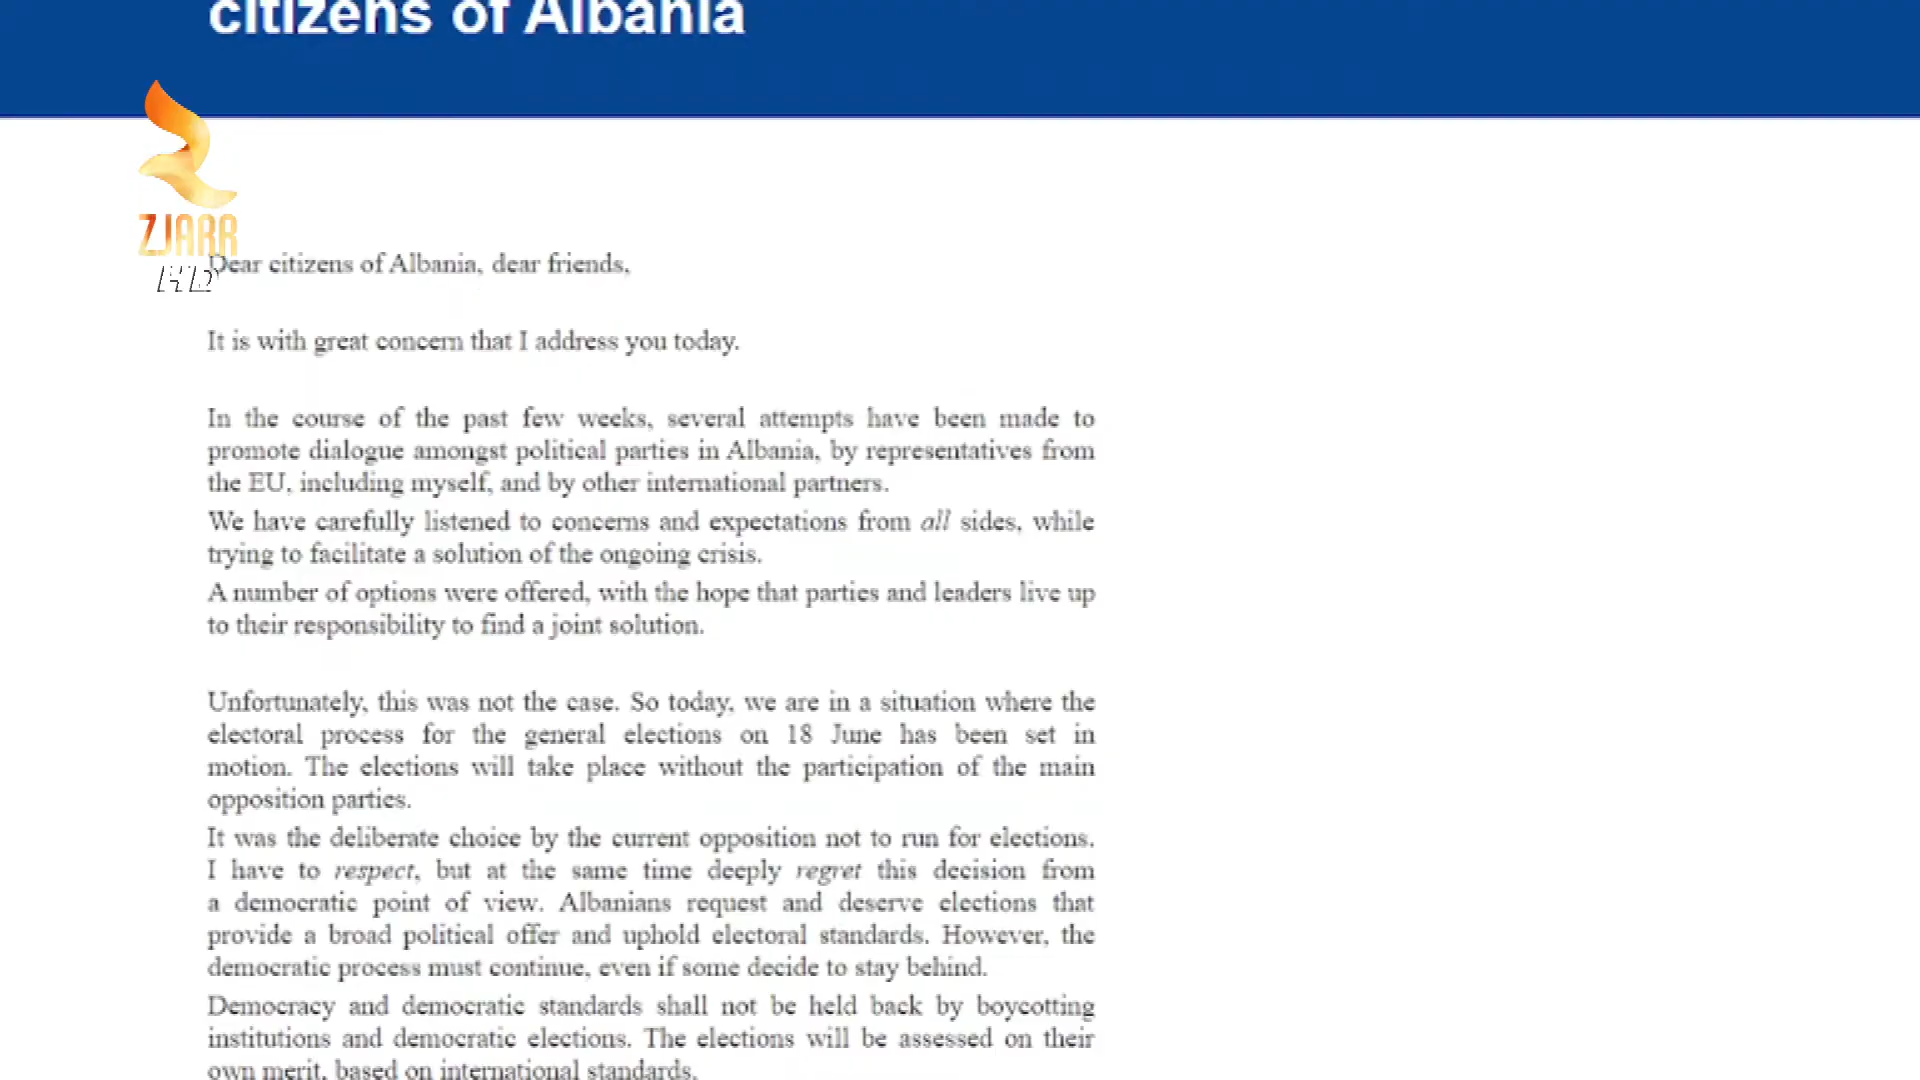 citizens of Albania
ZJARR
HD
Dear citizens of Albania, dear friends,
It is with great concern that I address you today.
In the course of the past few weeks, several attempts have been made to
promote dialogue amongst political parties in Albania, by representatives from
the EU, including myself, and by other international partners.
We have carefully listened to concerns and expectations from all sides, while
trying to facilitate a solution of the ongoing crisis.
A number of options were offered, with the hope that parties and leaders live up
to their responsibility to find a joint solution.
Unfortunately, this was not the case. So today, we are in a situation where the
electoral process for the general elections on 18 June has been set in
motion. The elections will take place without the participation of the main
opposition parties.
It was the deliberate choice by the current opposition not to run for elections.
I have to respect, but at the same time deeply regret this decision from
a democratic point of view. Albanians request and deserve elections that
provide a broad political offer and uphold electoral standards. However, the
democratic process must continue, even if some decide to stay behind.
Democracy and democratic standards shall not be held back by boycotting
institutions and democratic elections. The elections will be assessed on their
own merit, based on international standards.